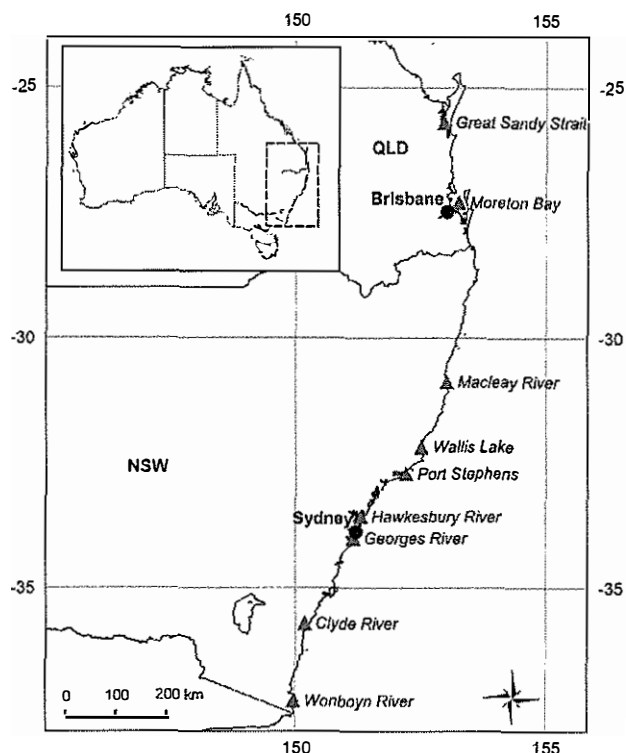 150 155
-25 -25
Great Sandy Strait
QLD
Brisbane
Moreton Bay
-30 -30
Macleay River
Wallis Lake
NSW
Port Stephens
Sydney
Hawkesbury River
Georges River
-35 -35
Clyde River
0 100 200 km
Wonboyn River
150 155